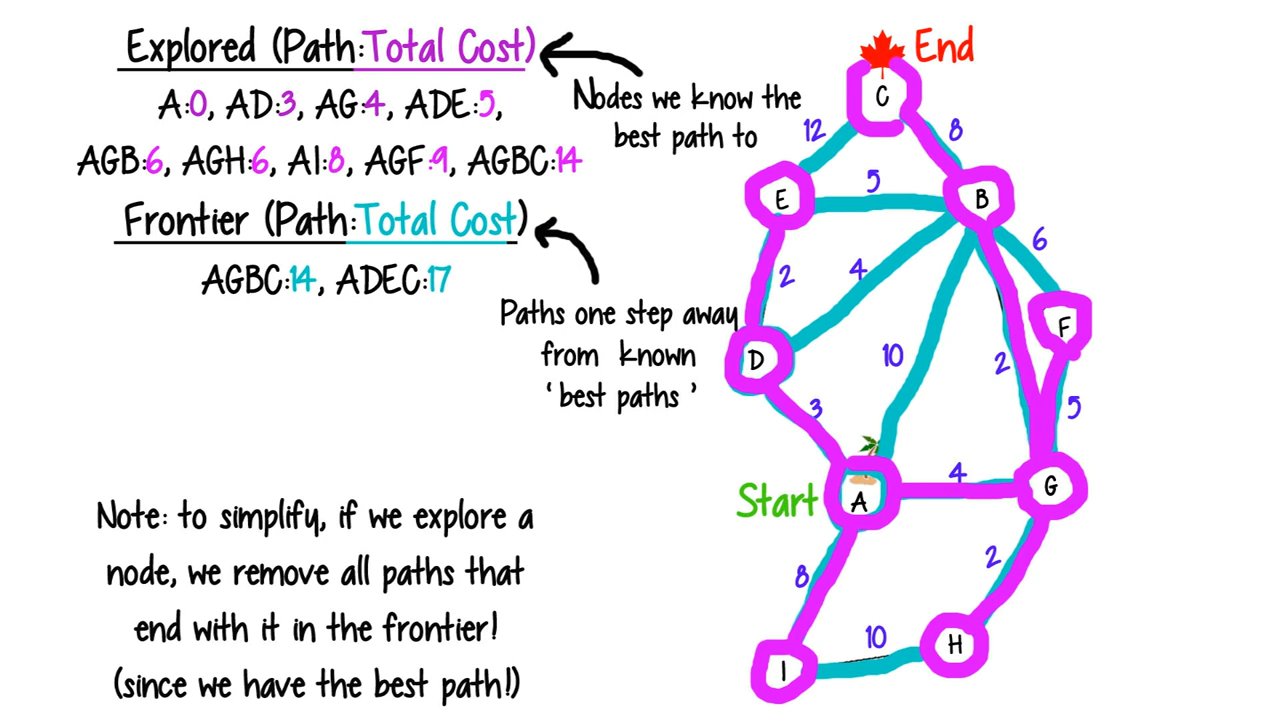 Explored (Path:Total Cost)
A:0, AD:3, AG:4, ADE:5,
AGB:6, AGH:6, AI:8, AGF:9, AGBC:14
Nodes we know the
best path to
Frontier (Path:Total Cost)
AGBC:14, ADEC:17
Paths one step away
from known
'best paths'
Note: to simplify, if we explore a
node, we remove all paths that
end with it in the frontier!
(since we have the best path!)
End
C
12
8
E
5
B
6
2
4
F
D
10
2
3
5
Start
A
4
G
8
2
10
H
I